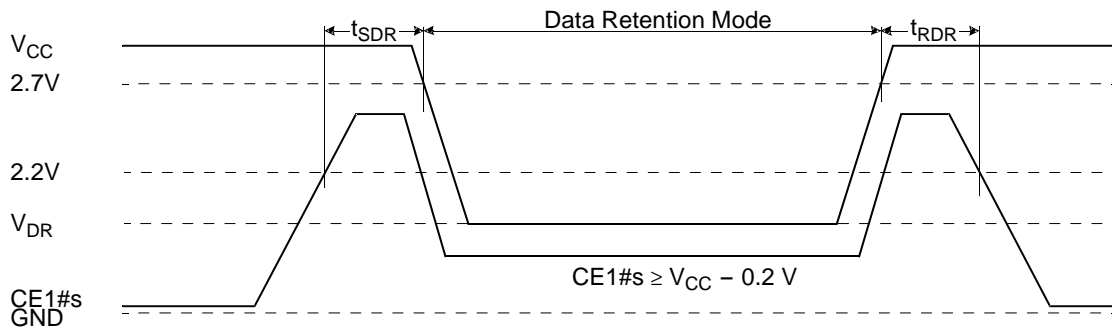 Data Retention Mode
tSDR
tRDR
VCC
2.7V
2.2V
VDR
CE1#s ≥ VCC − 0.2 V
CE1#s
GND